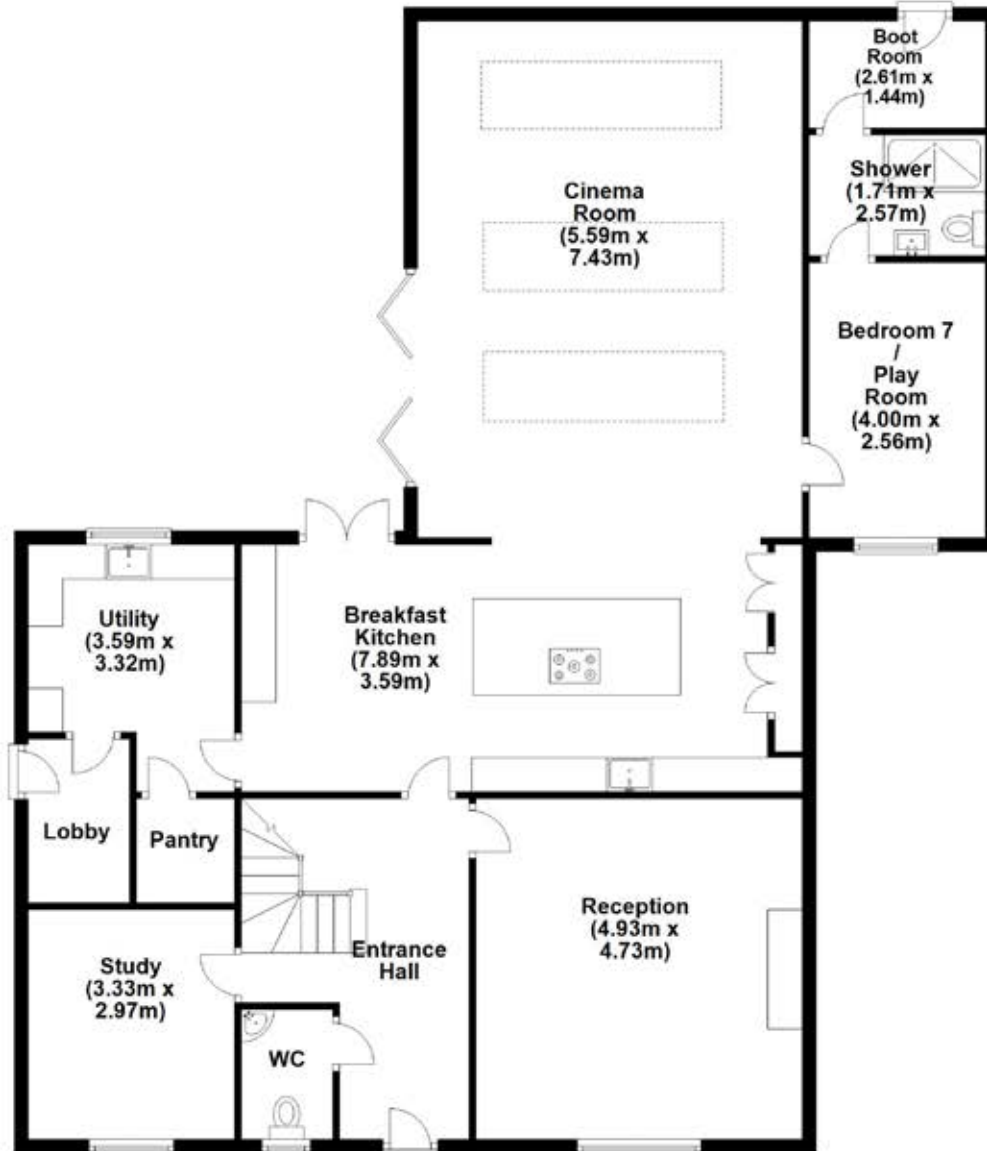 Boot
Room
(2.61m x
1.44m)
Cinema
Room
(5.59m x
7.43m)
Shower
(1.71m x
2.57m)
Bedroom 7
/
Play
Room
(4.00m x
2.56m)
Utility
(3.59m x
3.32m)
Breakfast
Kitchen
(7.89m x
3.59m)
Lobby
Pantry
Reception
(4.93m x
4.73m)
Entrance
Hall
Study
(3.33m x
2.97m)
WC